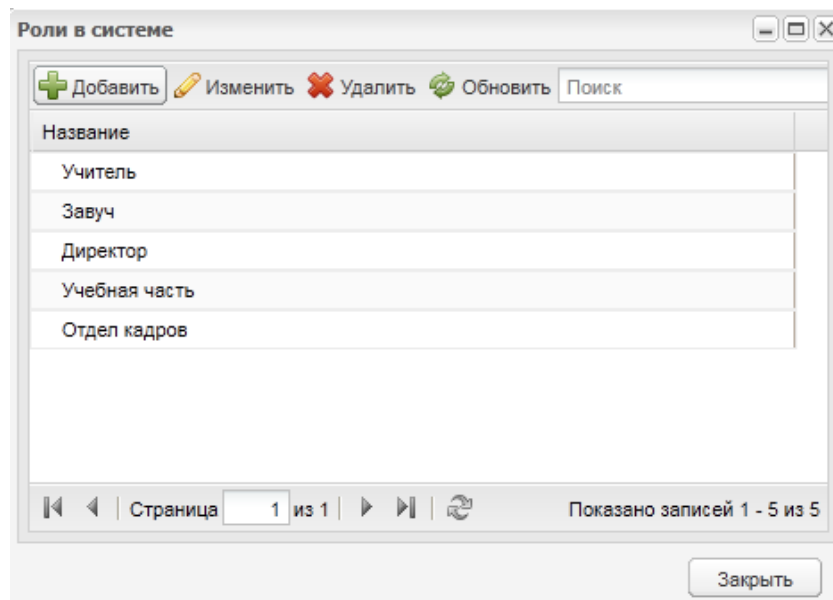 Роли в системе
Добавить Изменить Удалить Обновить Поиск
Название
Учитель
Завуч
Директор
Учебная часть
Отдел кадров
Страница 1 из 1 Показано записей 1 - 5 из 5
Закрыть